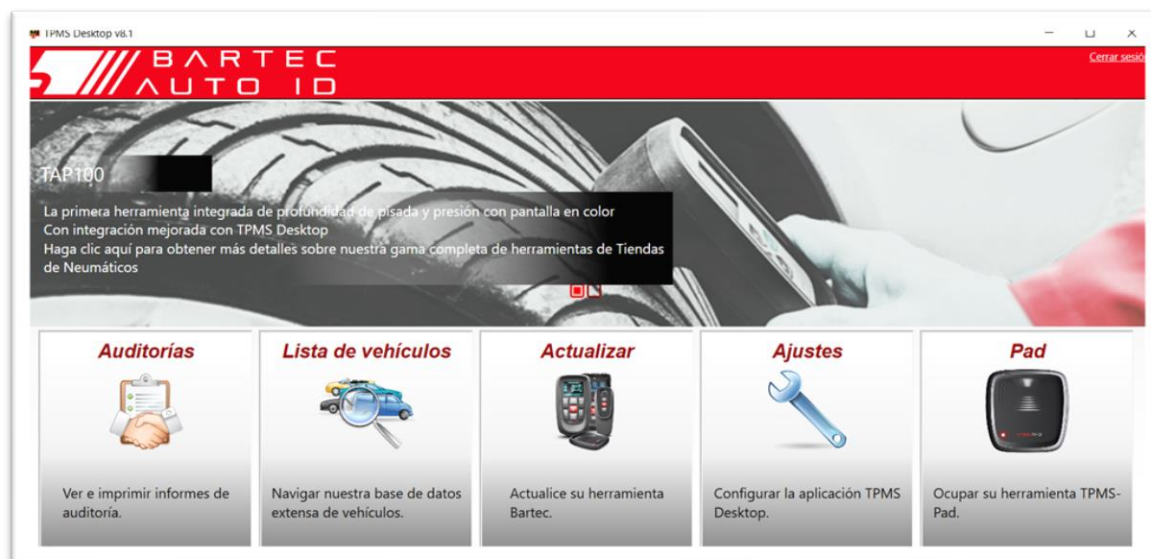 TPMS Desktop v8.1
BARTEC
AUTO ID
Cerrar sesió
TAP100
La primera herramienta integrada de profundidad de pisada y presión con pantalla en color
Con integración mejorada con TPMS Desktop
Haga clic aquí para obtener más detalles sobre nuestra gama completa de herramientas de Tiendas
de Neumáticos
Auditorías
Lista de vehículos
Actualizar
Ajustes
Pad
Ver e imprimir informes de
auditoría.
Navigar nuestra base de datos
extensa de vehículos.
Actualice su herramienta
Bartec.
Configurar la aplicación TPMS
Desktop.
Ocupar su herramienta TPMS-
Pad.